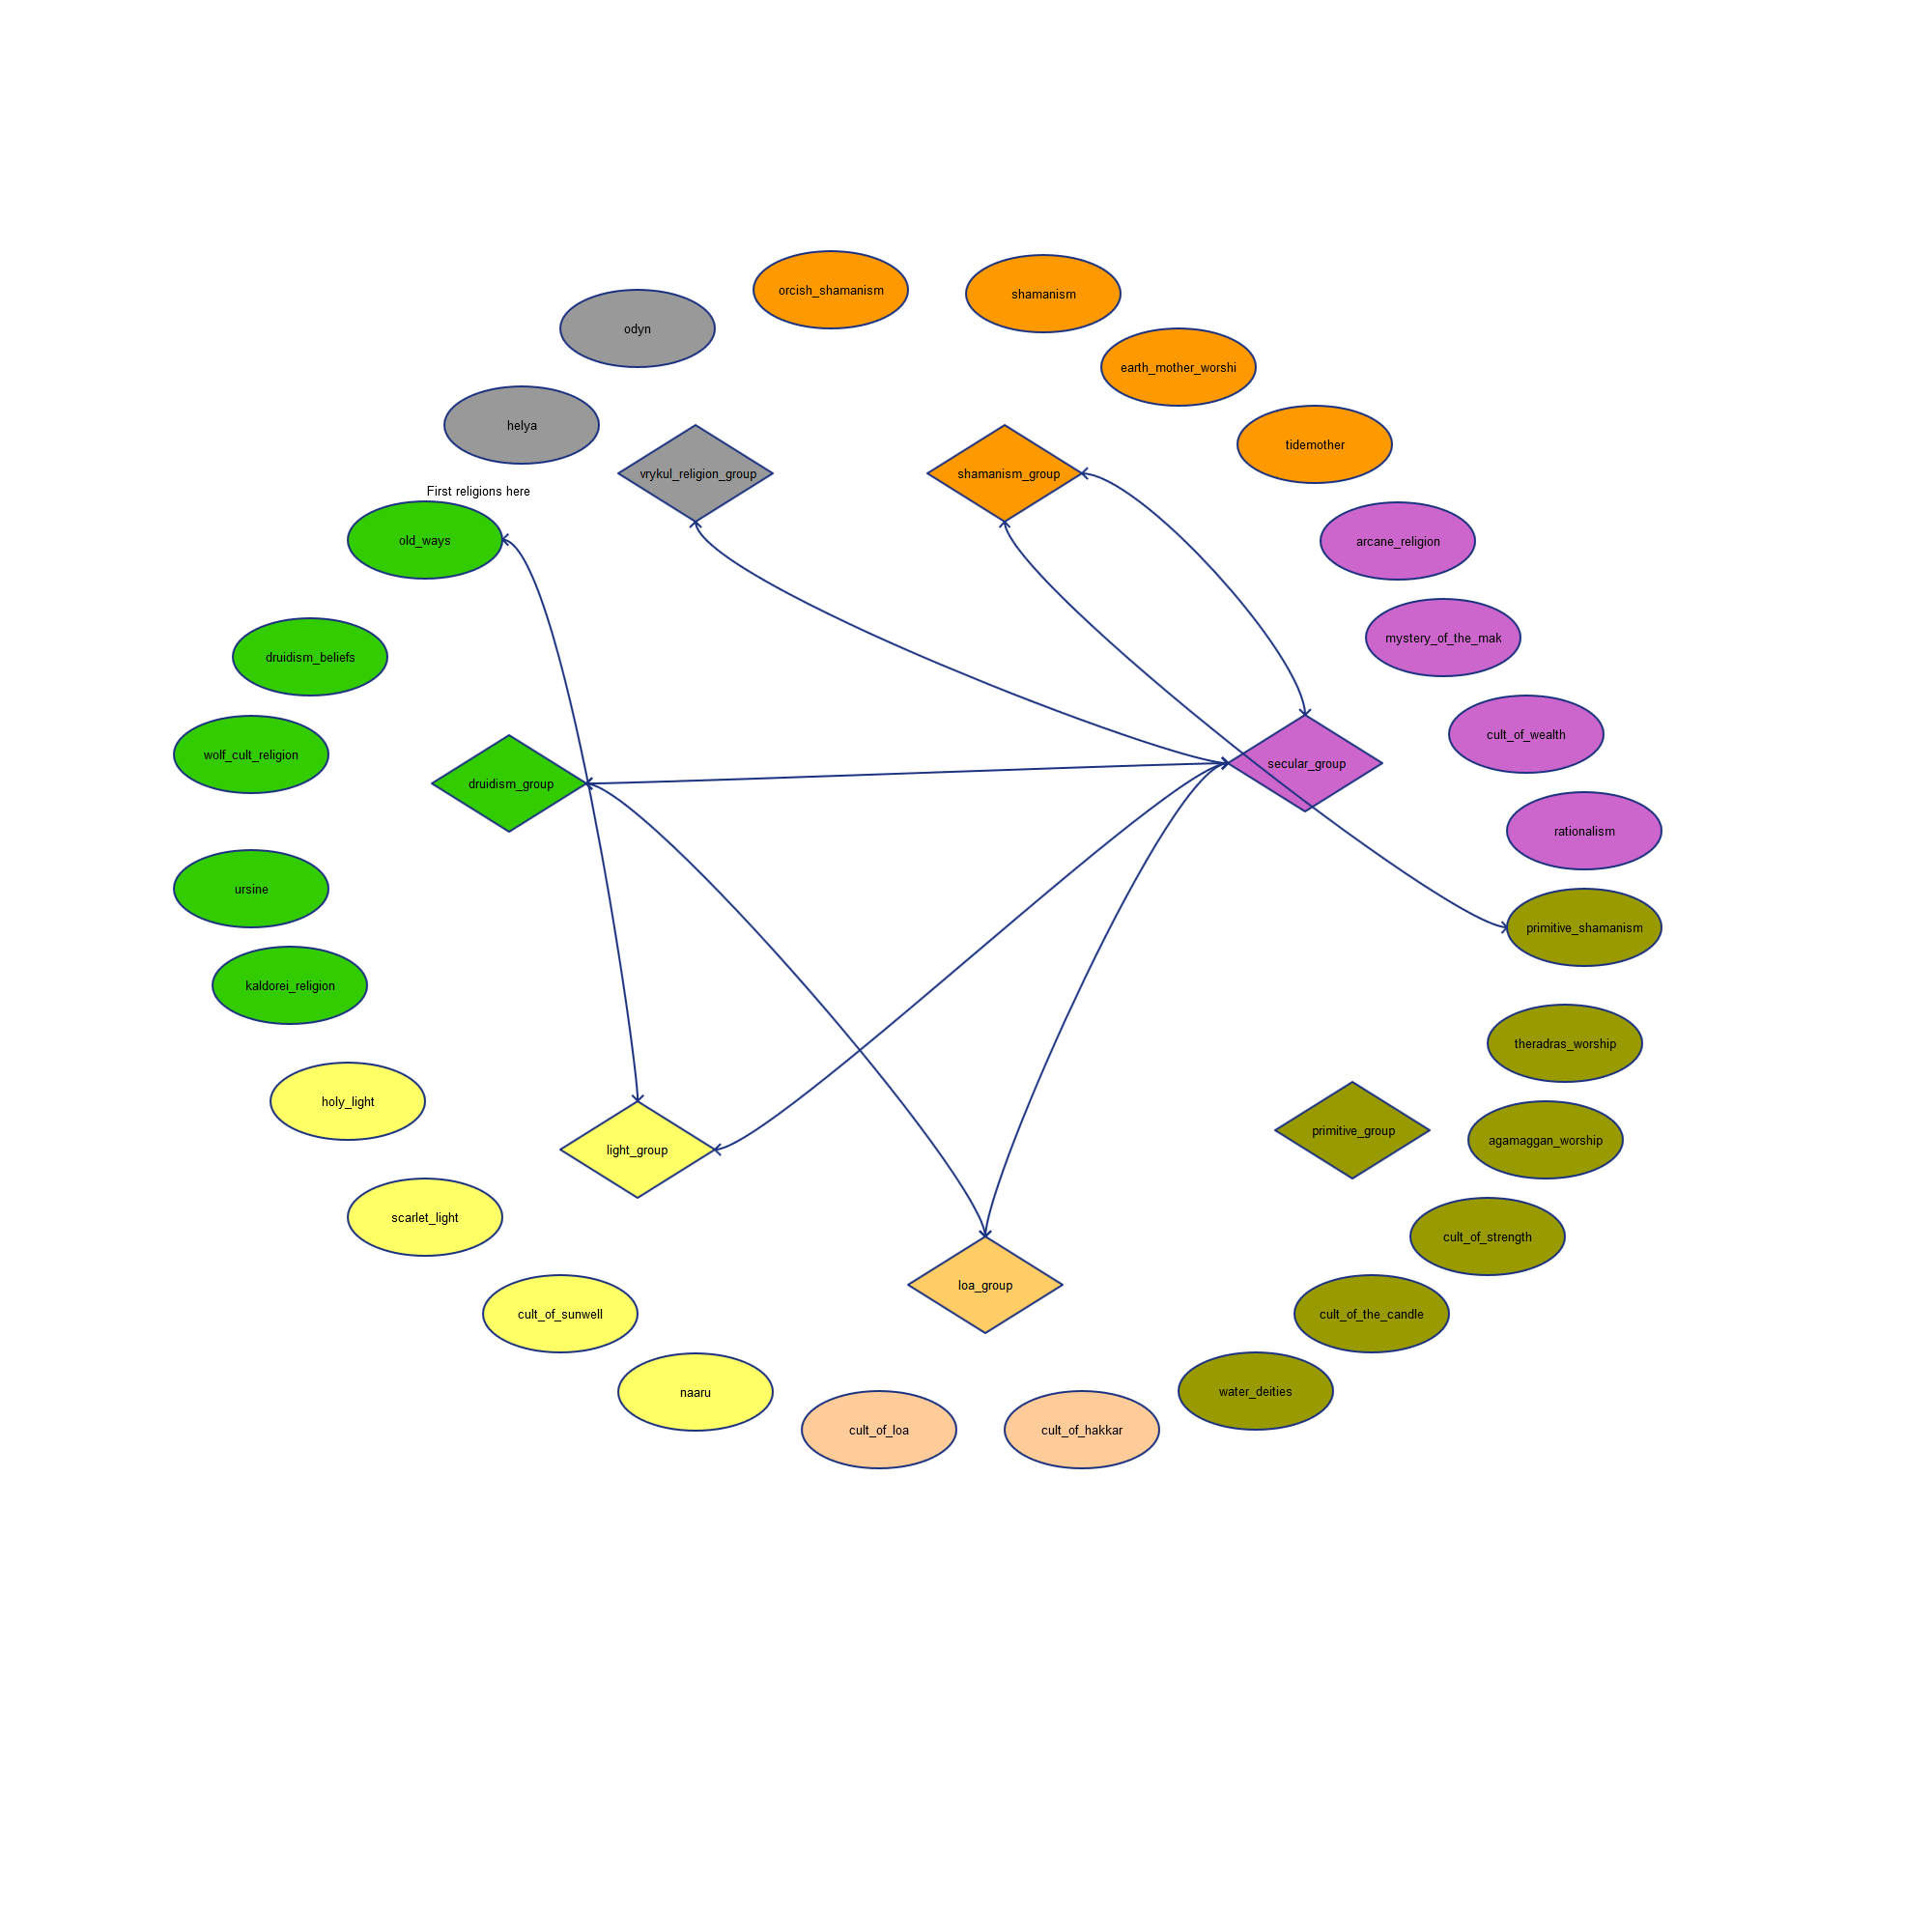 orcish_shamanism
shamanism
odyn
earth_mother_worshi
helya
tidemother
vrykul_religion_group
shamanism_group
First religions here
old_ways
arcane_religion
mystery_of_the_mak
druidism_beliefs
cult_of_wealth
wolf_cult_religion
secular_group
druidism_group
rationalism
ursine
primitive_shamanism
kaldorei_religion
theradras_worship
holy_light
primitive_group
agamaggan_worship
light_group
scarlet_light
cult_of_strength
loa_group
cult_of_sunwell
cult_of_the_candle
naaru
water_deities
cult_of_loa
cult_of_hakkar